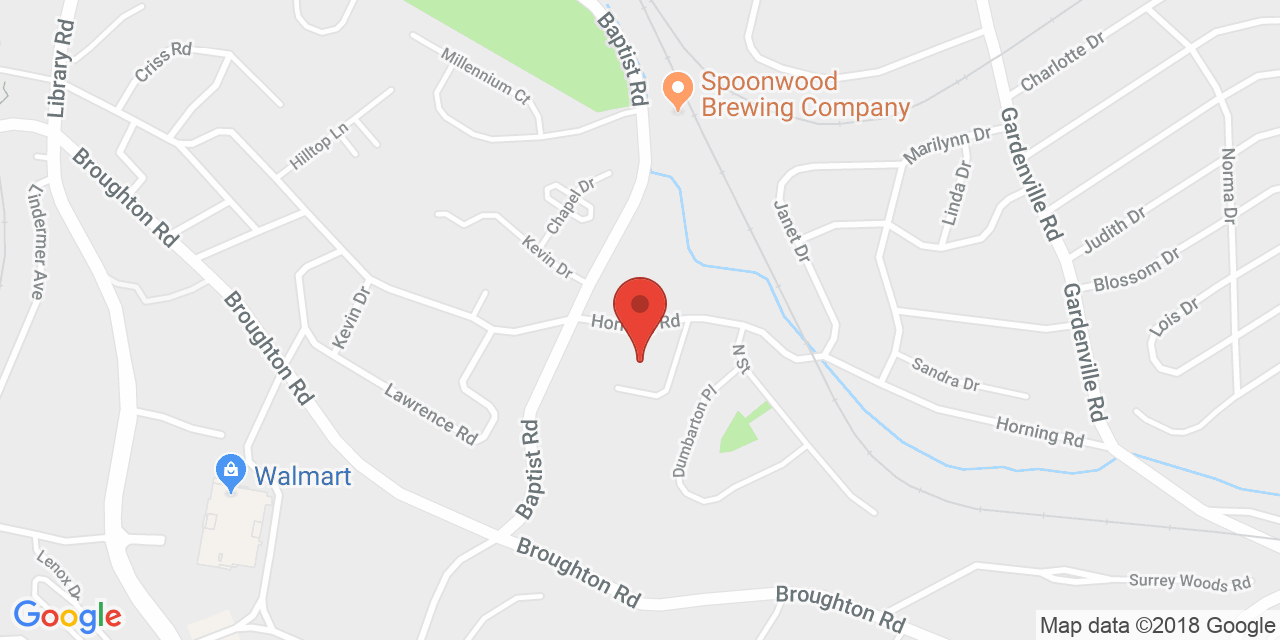 Library Rd
Criss Rd
Millennium Ct
Baptist Rd
Spoonwood
Brewing Company
Charlotte Dr
Gardenville Rd
Marilynn Dr
Hilltop Ln
Broughton Rd
Linda Dr
Norma Dr
Chapel Dr
Janet Dr
Judith Dr
Zindermer Ave
Kevin Dr
Blossom Dr
Broughton Rd
Kevin Dr
Gardenville Rd
Lois Dr
Rd
N St
Sandra Dr
Lawrence Rd
Dumbarton Pl
Horning Rd
Baptist Rd
Walmart
Broughton Rd
Lenox Dr
Surrey Woods Rd
Broughton Rd
Google
Map data ©2018 Google